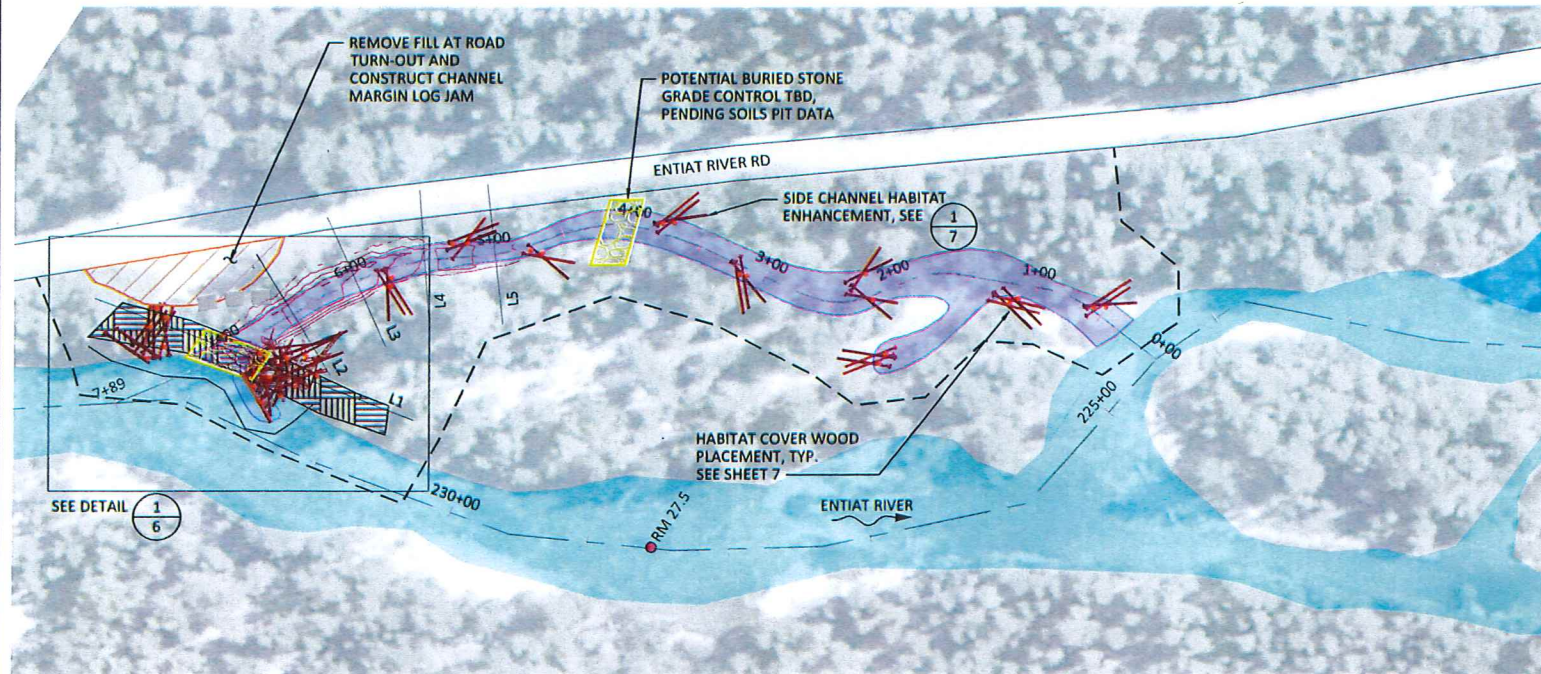 REMOVE FILL AT ROAD
TURN-OUT AND
CONSTRUCT CHANNEL
MARGIN LOG JAM
POTENTIAL BURIED STONE
GRADE CONTROL TBD,
PENDING SOILS PIT DATA
ENTIAT RIVER RD
SIDE CHANNEL HABITAT
ENHANCEMENT, SEE
1
7
4+00
5+00
6+00
3+00
2+00
1+00
0+00
L4
L5
L3
L2
L1
7+89
225+00
230+00
HABITAT COVER WOOD
PLACEMENT, TYP.
SEE SHEET 7
SEE DETAIL
1
6
RM 27.5
ENTIAT RIVER